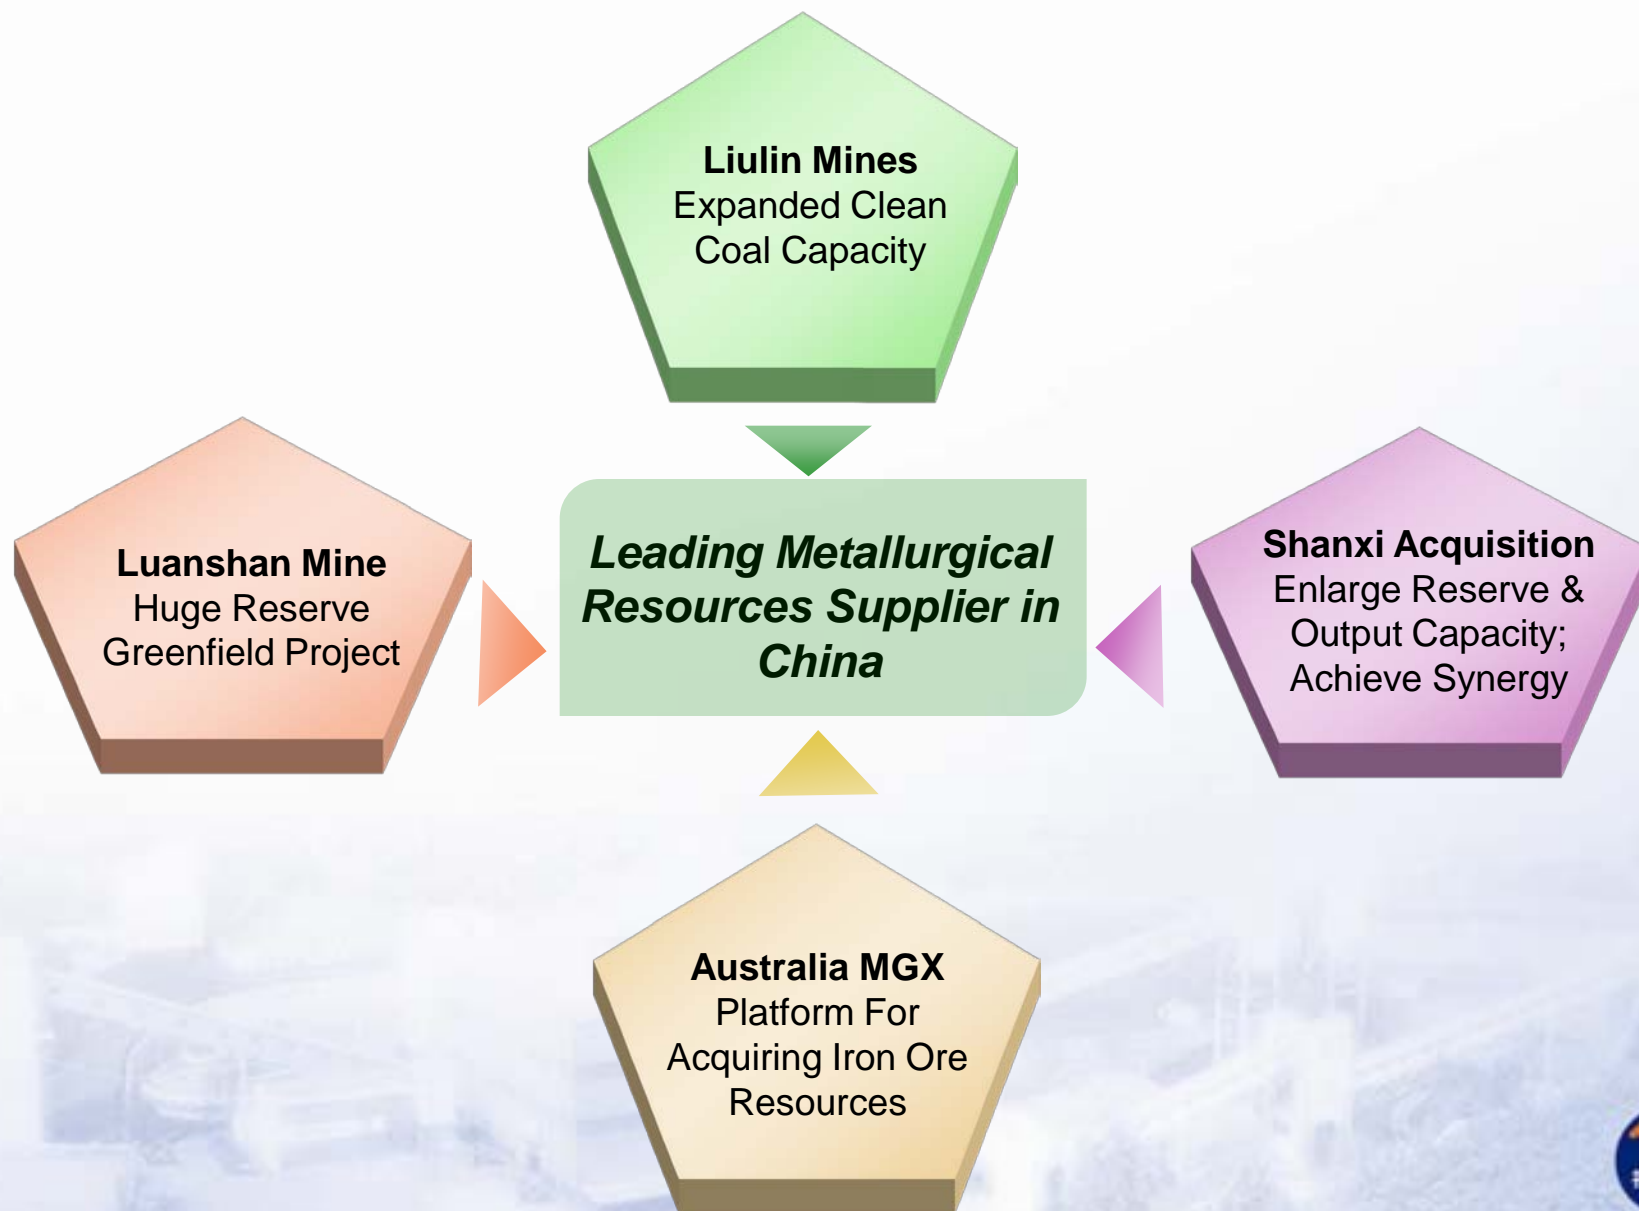 Liulin Mines
Expanded Clean
Coal Capacity
Luanshan Mine
Huge Reserve
Greenfield Project
Leading Metallurgical
Resources Supplier in
China
Shanxi Acquisition
Enlarge Reserve &
Output Capacity;
Achieve Synergy
Australia MGX
Platform For
Acquiring Iron Ore
Resources